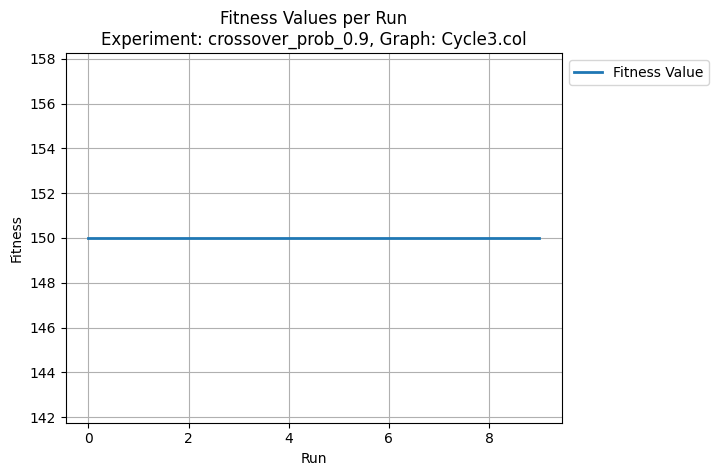 Fitness Values per Run
Experiment: crossover_prob_0.9, Graph: Cycle3.col
Fitness Value
158
156
154
152
150
148
146
144
142
Fitness
0 2 4 6 8
Run